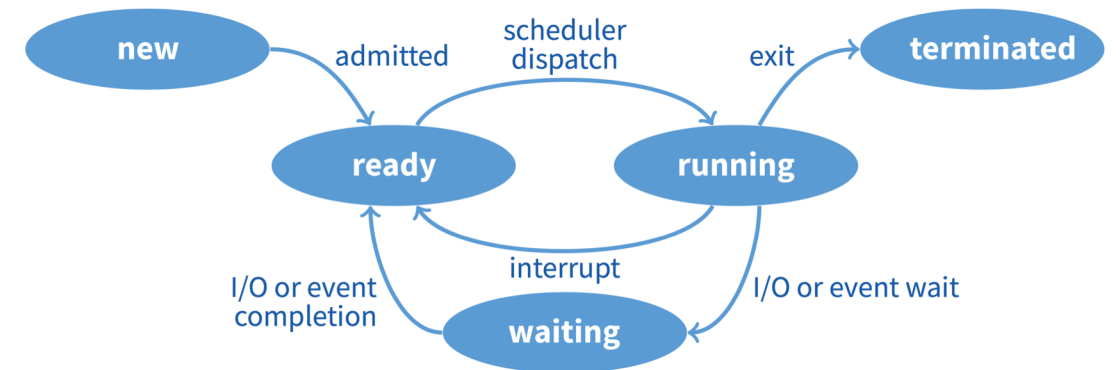 new
admitted
scheduler
dispatch
exit
terminated
ready
running
interrupt
I/O or event
completion
I/O or event wait
waiting